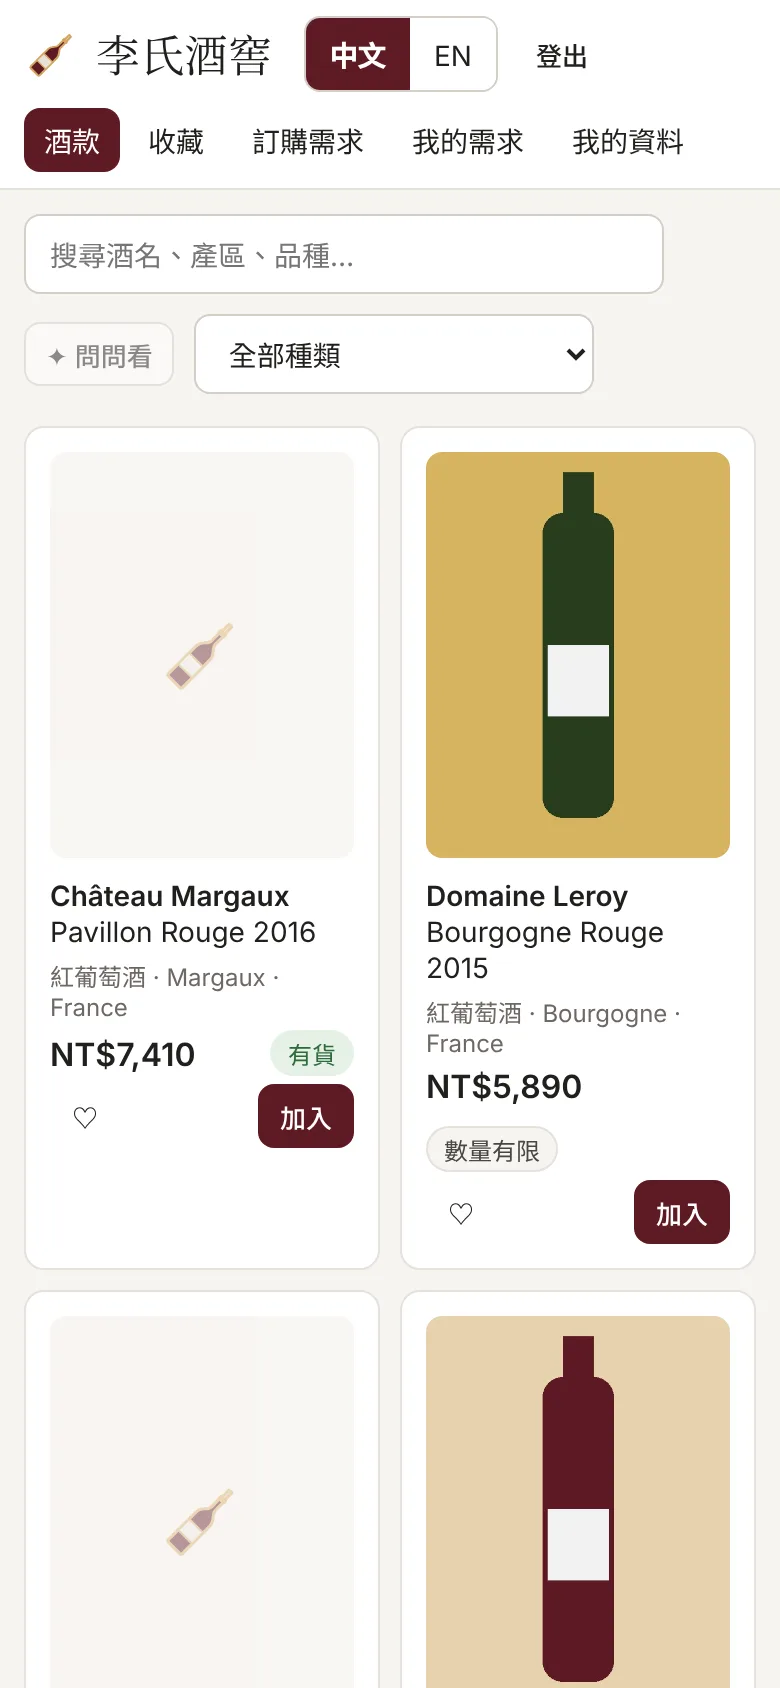 李氏酒窖
中文
EN
登出
酒款
收藏
訂購需求
我的需求
我的資料
搜尋酒名、產區、品種...
✦ 問問看
全部種類
Château Margaux
Pavillon Rouge 2016
紅葡萄酒 · Margaux ·
France
NT$7,410
有貨
♡
加入
Domaine Leroy
Bourgogne Rouge
2015
紅葡萄酒 · Bourgogne ·
France
NT$5,890
數量有限
♡
加入